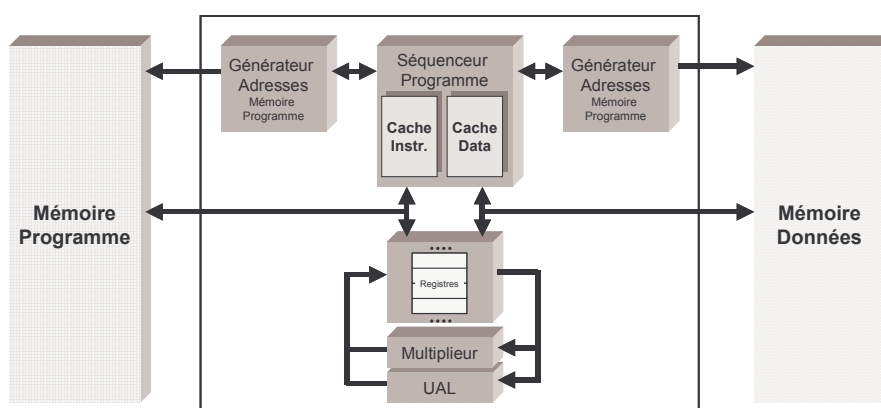 Générateur
Adresses
Mémoire
Programme
Séquenceur
Programme
Cache
Instr.
Cache
Data
Générateur
Adresses
Mémoire
Programme
Mémoire
Programme
Mémoire
Données
Registres
Multiplieur
UAL